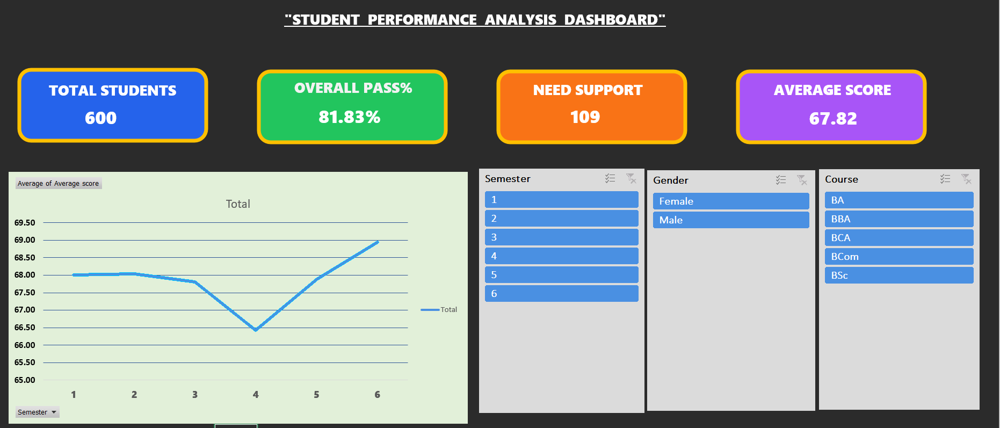 "STUDENT PERFORMANCE ANALYSIS DASHBOARD"
TOTAL STUDENTS
600
OVERALL PASS%
81.83%
NEED SUPPORT
109
AVERAGE SCORE
67.82
Average of Average score
Total
69.50
69.00
68.50
68.00
67.50
67.00
66.50
66.00
65.50
65.00
1 2 3 4 5 6
Total
Semester
Semester
1
2
3
4
5
6
Gender
Female
Male
Course
BA
BBA
BCA
BCom
BSc